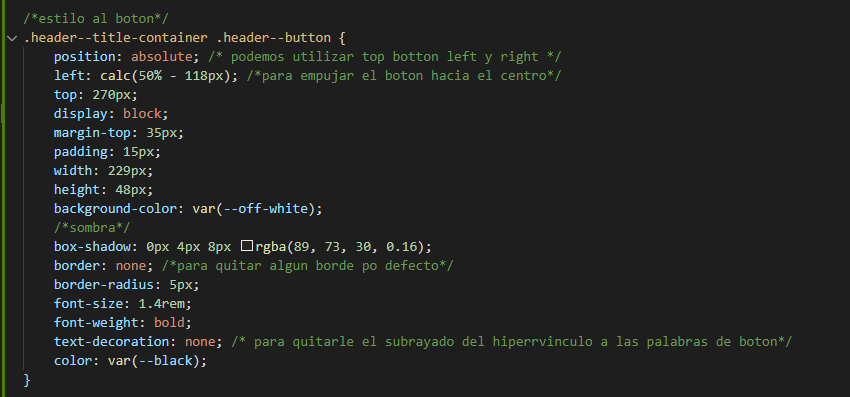 /*estilo al boton*/
.header--title-container .header--button {
position: absolute; /* podemos utilizar top botton left y right */
left: calc(50% - 118px); /*para empujar el boton hacia el centro*/
top: 270px;
display: block;
margin-top: 35px;
padding: 15px;
width: 229px;
height: 48px;
background-color: var(--off-white);
/*sombra*/
box-shadow: 0px 4px 8px rgba(89, 73, 30, 0.16);
border: none; /*para quitar algun borde po defecto*/
border-radius: 5px;
font-size: 1.4rem;
font-weight: bold;
text-decoration: none; /* para quitarle el subrayado del hiperrvinculo a las palabras de boton*/
color: var(--black);
}